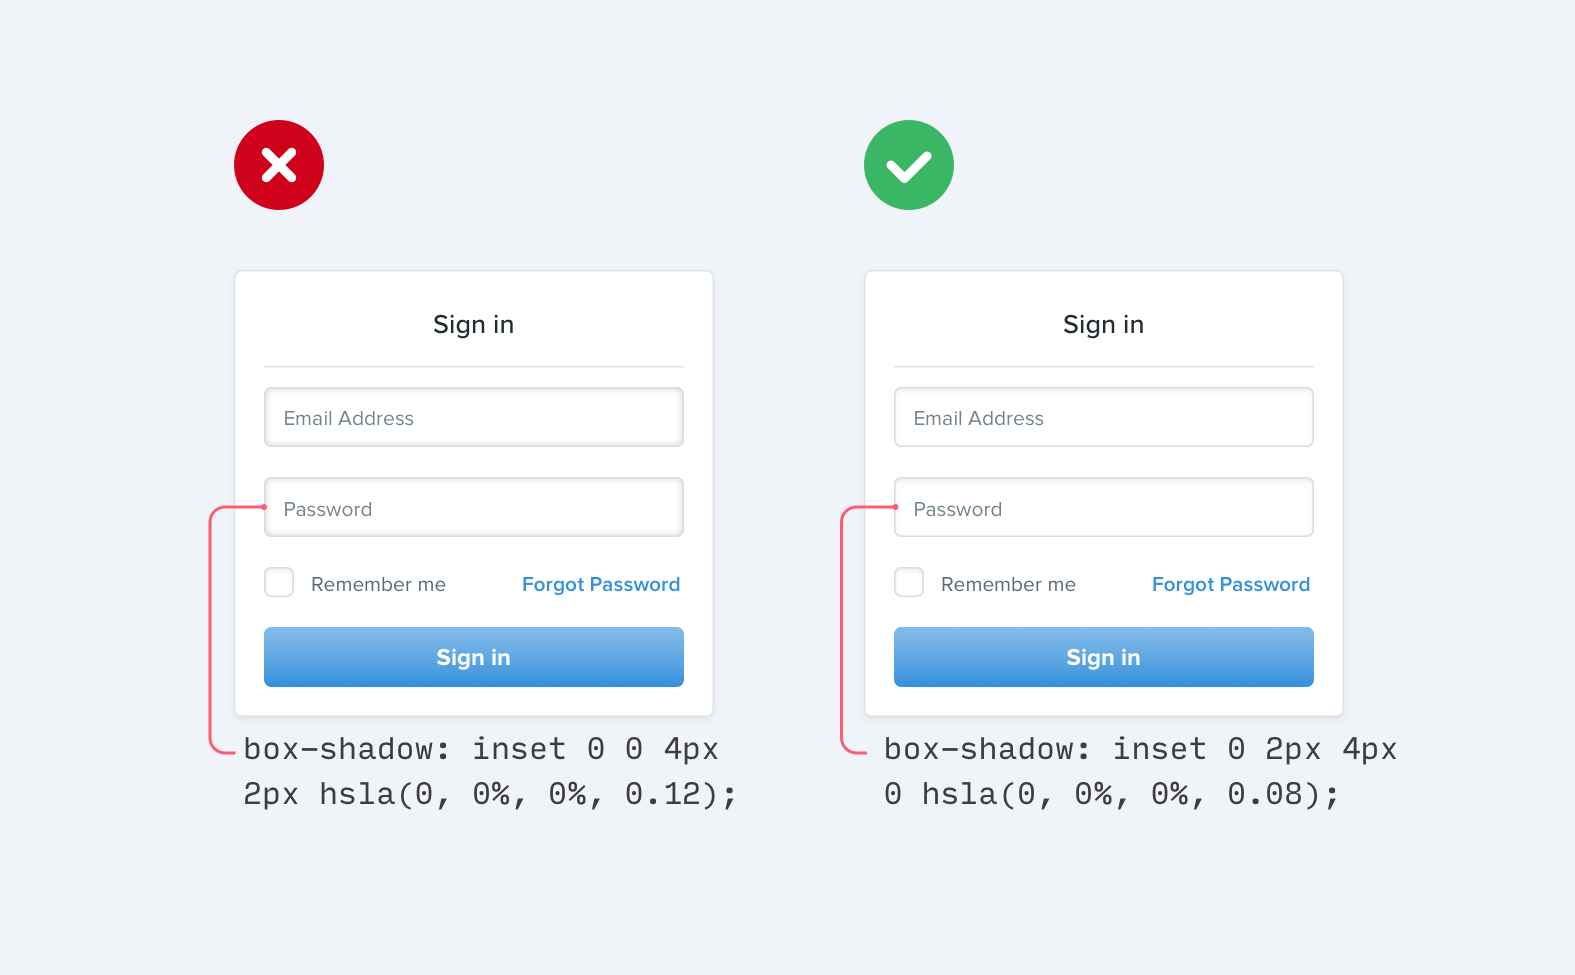 Sign in
Email Address
Password
Remember me
Forgot Password
Sign in
box-shadow: inset 0 0 4px
2px hsla(0, 0%, 0%, 0.12);
Sign in
Email Address
Password
Remember me
Forgot Password
Sign in
box-shadow: inset 0 2px 4px
0 hsla(0, 0%, 0%, 0.08);